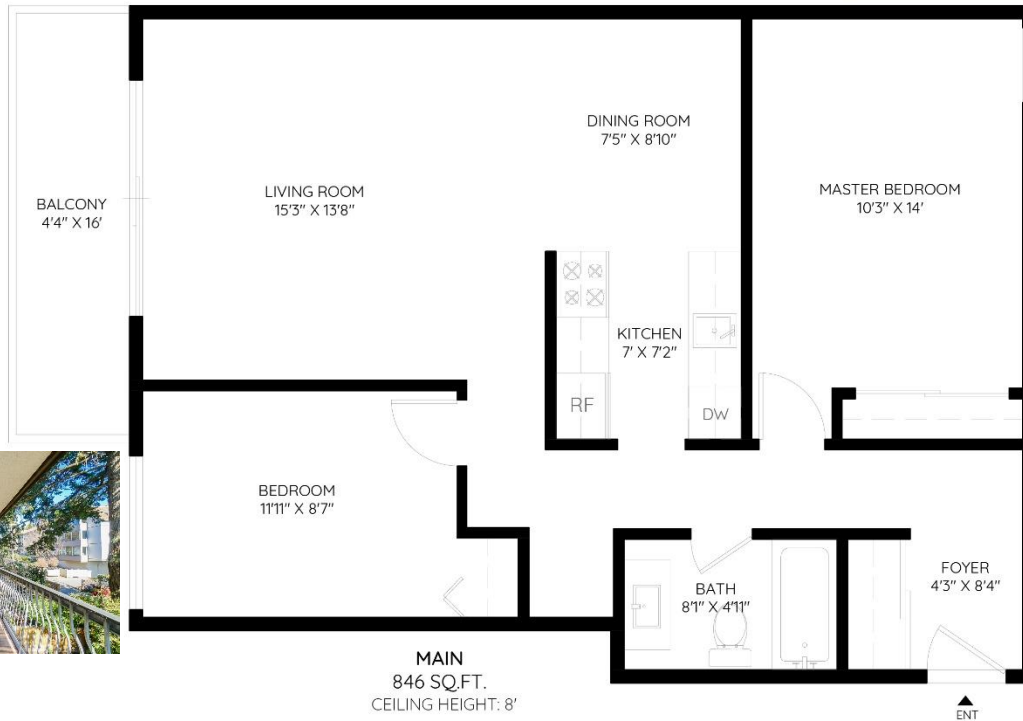 DINING ROOM
7'5" X 8'10"
BALCONY
4'4" X 16'
LIVING ROOM
15'3" X 13'8"
MASTER BEDROOM
10'3" X 14'
KITCHEN
7' X 7'2"
RF
DW
BEDROOM
11'11" X 8'7"
BATH
8'1" X 4'11"
FOYER
4'3" X 8'4"
MAIN
846 SQ.FT.
CEILING HEIGHT: 8'
ENT